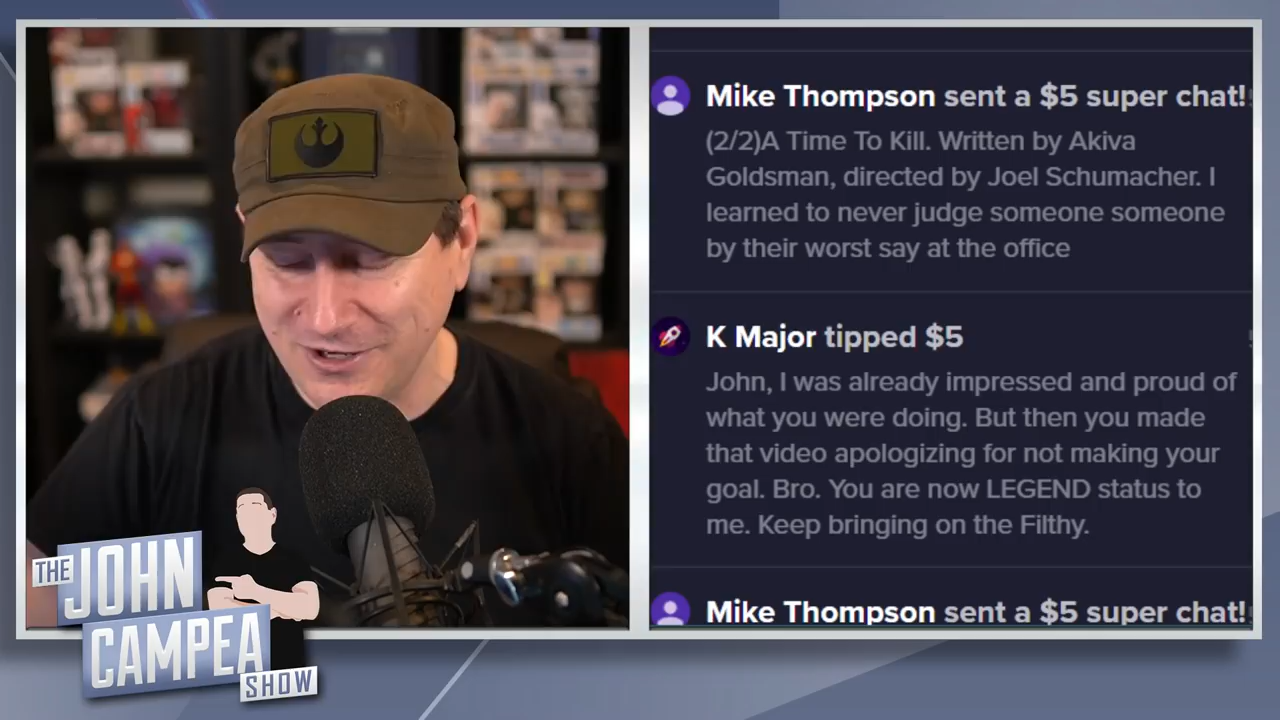 Mike Thompson sent a $5 super chat!
(2/2)A Time To Kill. Written by Akiva
Goldsman, directed by Joel Schumacher. I
learned to never judge someone someone
by their worst say at the office
K Major tipped $5
John, I was already impressed and proud of
what you were doing. But then you made
that video apologizing for not making your
goal. Bro. You are now LEGEND status to
me. Keep bringing on the Filthy.
Mike Thompson sent a $5 super chat!
THE
JOHN
CAMPEA
SHOW